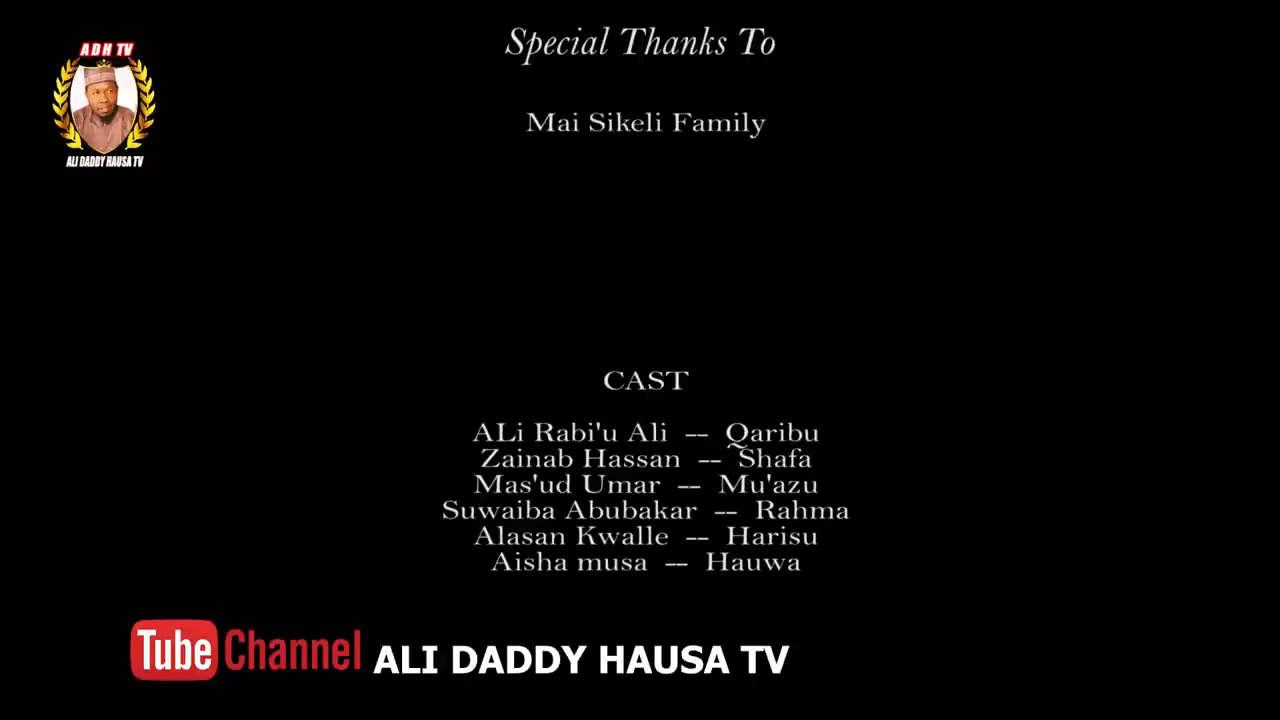 ADH TV
ALI DADDY HAUSA TV
Special Thanks To
Mai Sikeli Family
CAST
ALi Rabi'u Ali -- Qaribu
Zainab Hassan -- Shafa
Mas'ud Umar -- Mu'azu
Suwaiba Abubakar -- Rahma
Alasan Kwalle -- Harisu
Aisha musa -- Hauwa
Tube Channel ALI DADDY HAUSA TV